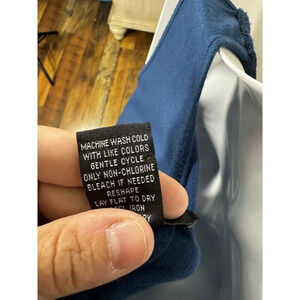 MACHINE WASH COLD
WITH LIKE COLORS
GENTLE CYCLE
ONLY NON-CHLORINE
BLEACH IF NEEDED
RESHAPE
LAY FLAT TO DRY
IRON